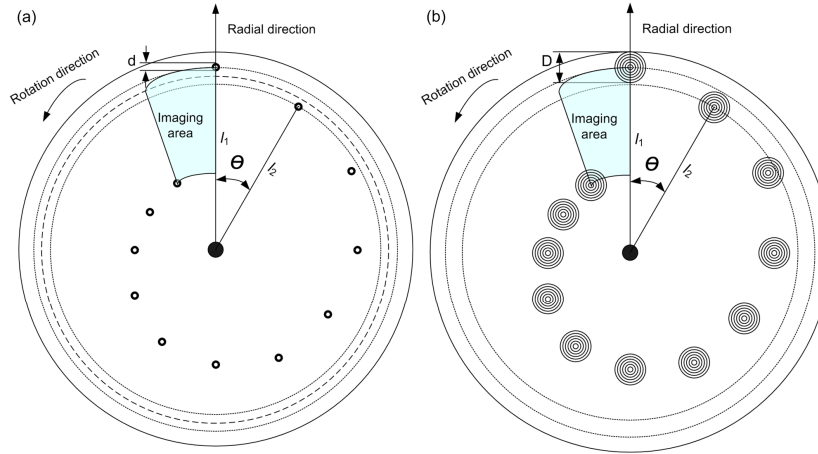 (a)
Radial direction
d
Rotation direction
Imaging
area
l1
ϴ
l2
(b)
Radial direction
D
Rotation direction
Imaging
area
l1
ϴ
l2